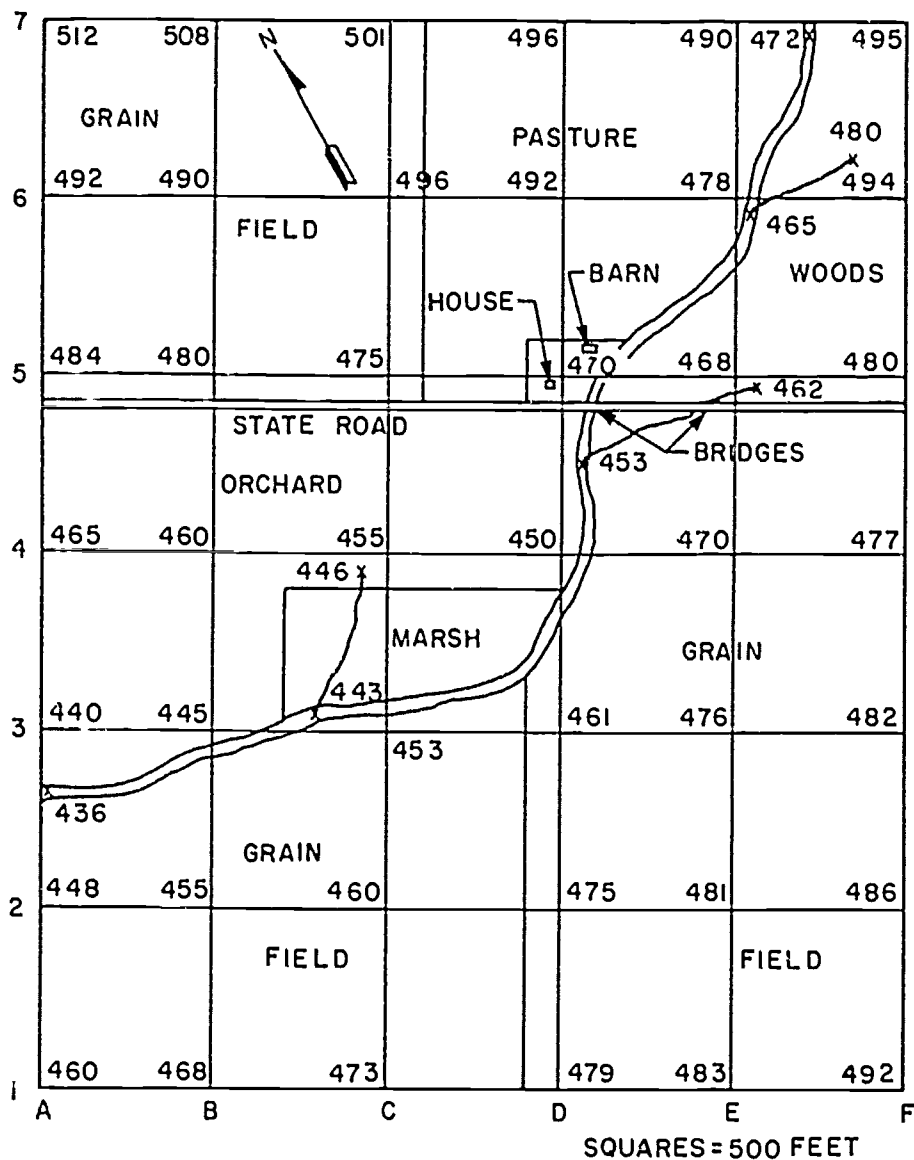 7
512 508 501 496 490 472 495
N
GRAIN
PASTURE
480
492 490 496 492 478 494
6
FIELD
465
HOUSE BARN WOODS
484 480 475 470 468 480
5
462
STATE ROAD
BRIDGES
453
ORCHARD
465 460 455 450 470 477
4
446
MARSH
GRAIN
443
440 445 461 476 482
3
453
436
GRAIN
448 455 460 475 481 486
2
FIELD FIELD
460 468 473 479 483 492
1
A B C D E F
SQUARES = 500 FEET